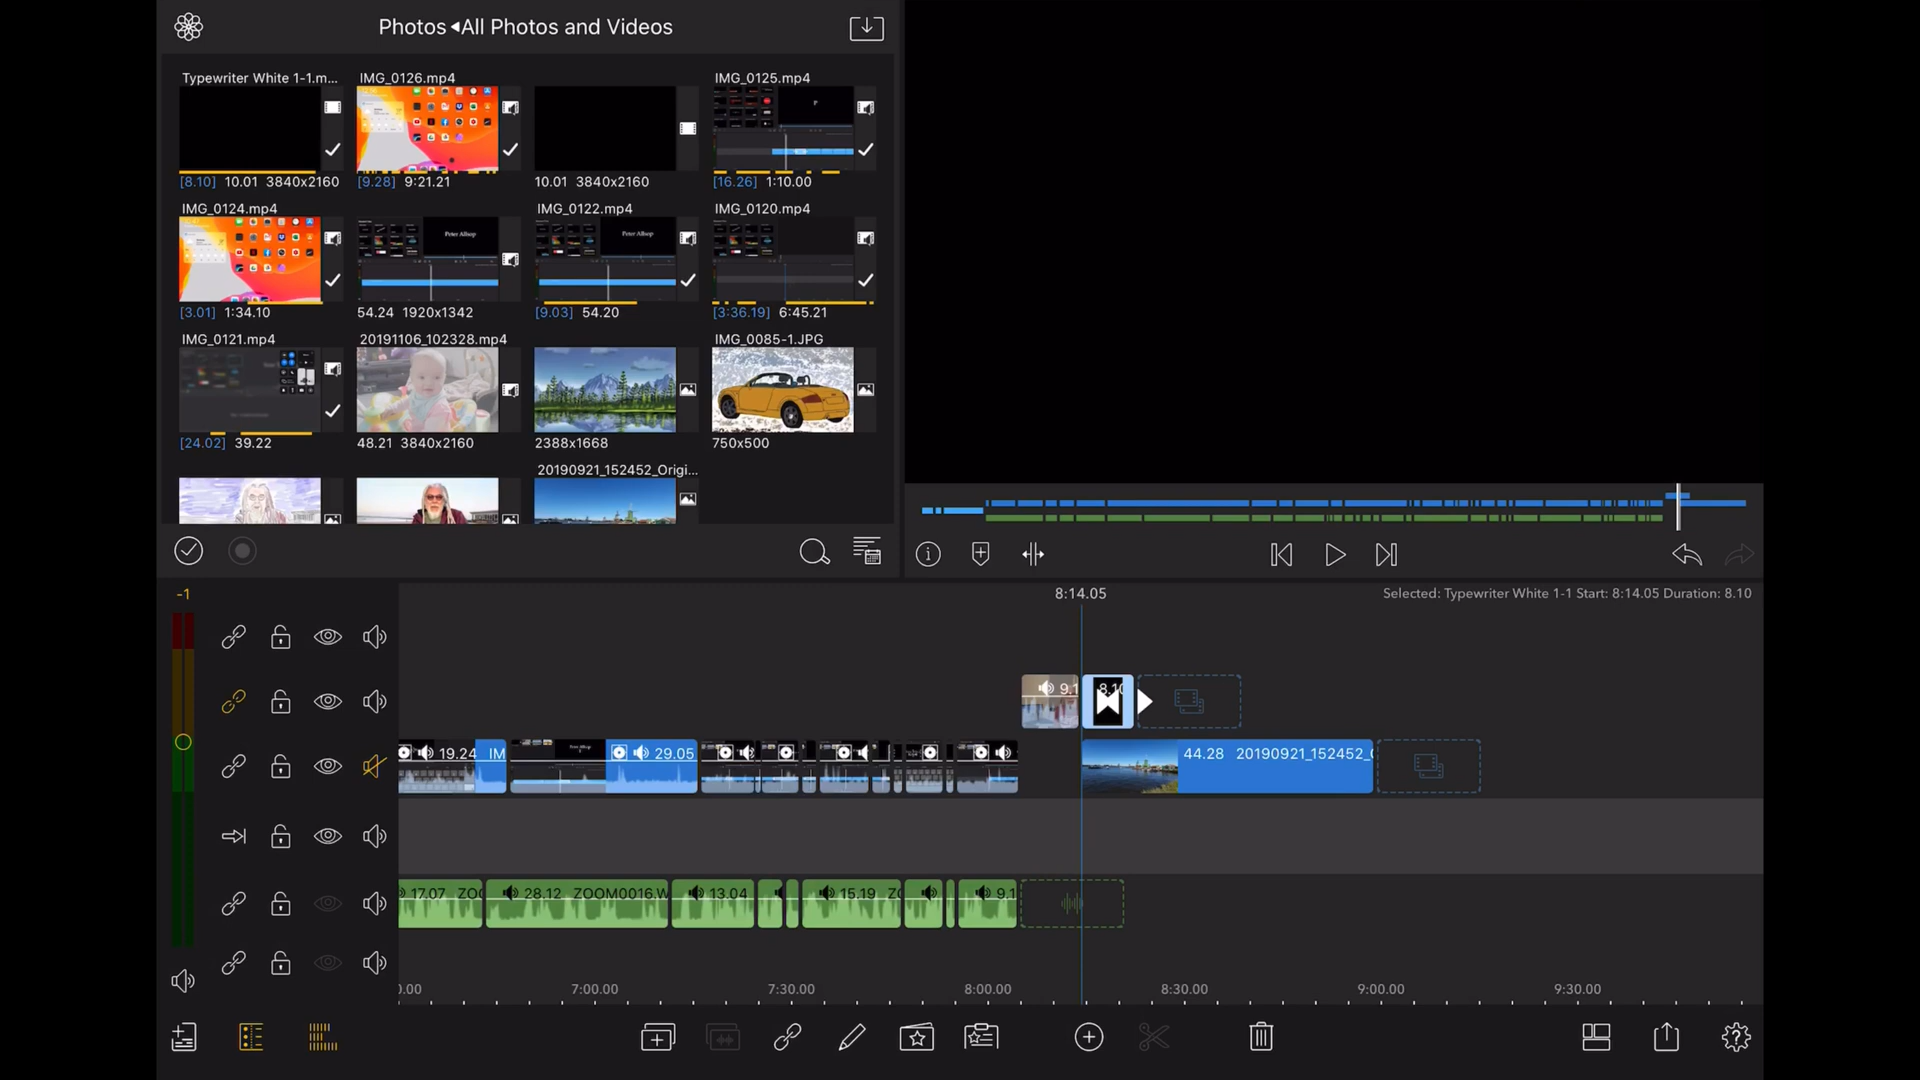 Photos ◂All Photos and Videos
Typewriter White 1-1.m...
IMG_0126.mp4
IMG_0125.mp4
[8.10] 10.01 3840x2160
[9.28] 9:21.21
10.01 3840x2160
[16.26] 1:10.00
IMG_0124.mp4
IMG_0122.mp4
IMG_0120.mp4
Peter Allsop
Peter Allsop
[3.01] 1:34.10
54.24 1920x1342
[9.03] 54.20
[3:36.19] 6:45.21
IMG_0121.mp4
20191106_102328.mp4
IMG_0085-1.JPG
[24.02] 39.22
48.21 3840x2160
2388x1668
750x500
20190921_152452_Origi...
-1
8:14.05
Selected: Typewriter White 1-1 Start: 8:14.05 Duration: 8.10
9.1
8.10
19.24 IM
29.05
44.28 20190921_152452_
17.07 ZO
28.12 ZOOM0016.W
13.04
15.19
9.1
0.00
7:00.00
7:30.00
8:00.00
8:30.00
9:00.00
9:30.00